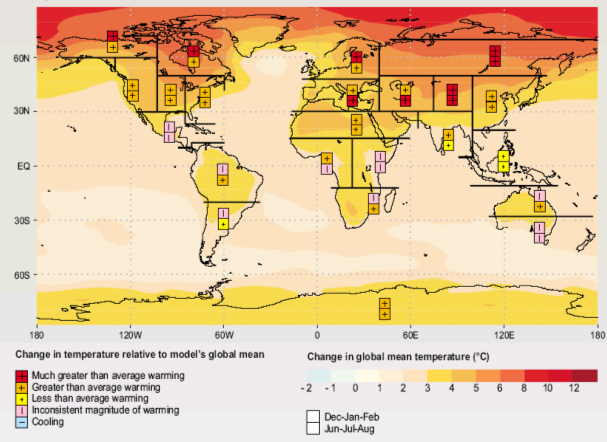 60N
30N
EQ
30S
60S
180 120W 60W 0 60E 120E 180
Change in temperature relative to model's global mean
Much greater than average warming
Greater than average warming
Less than average warming
Inconsistent magnitude of warming
Cooling
Change in global mean temperature (°C)
-2 -1 0 1 2 3 4 5 6 8 10 12
Dec-Jan-Feb
Jun-Jul-Aug